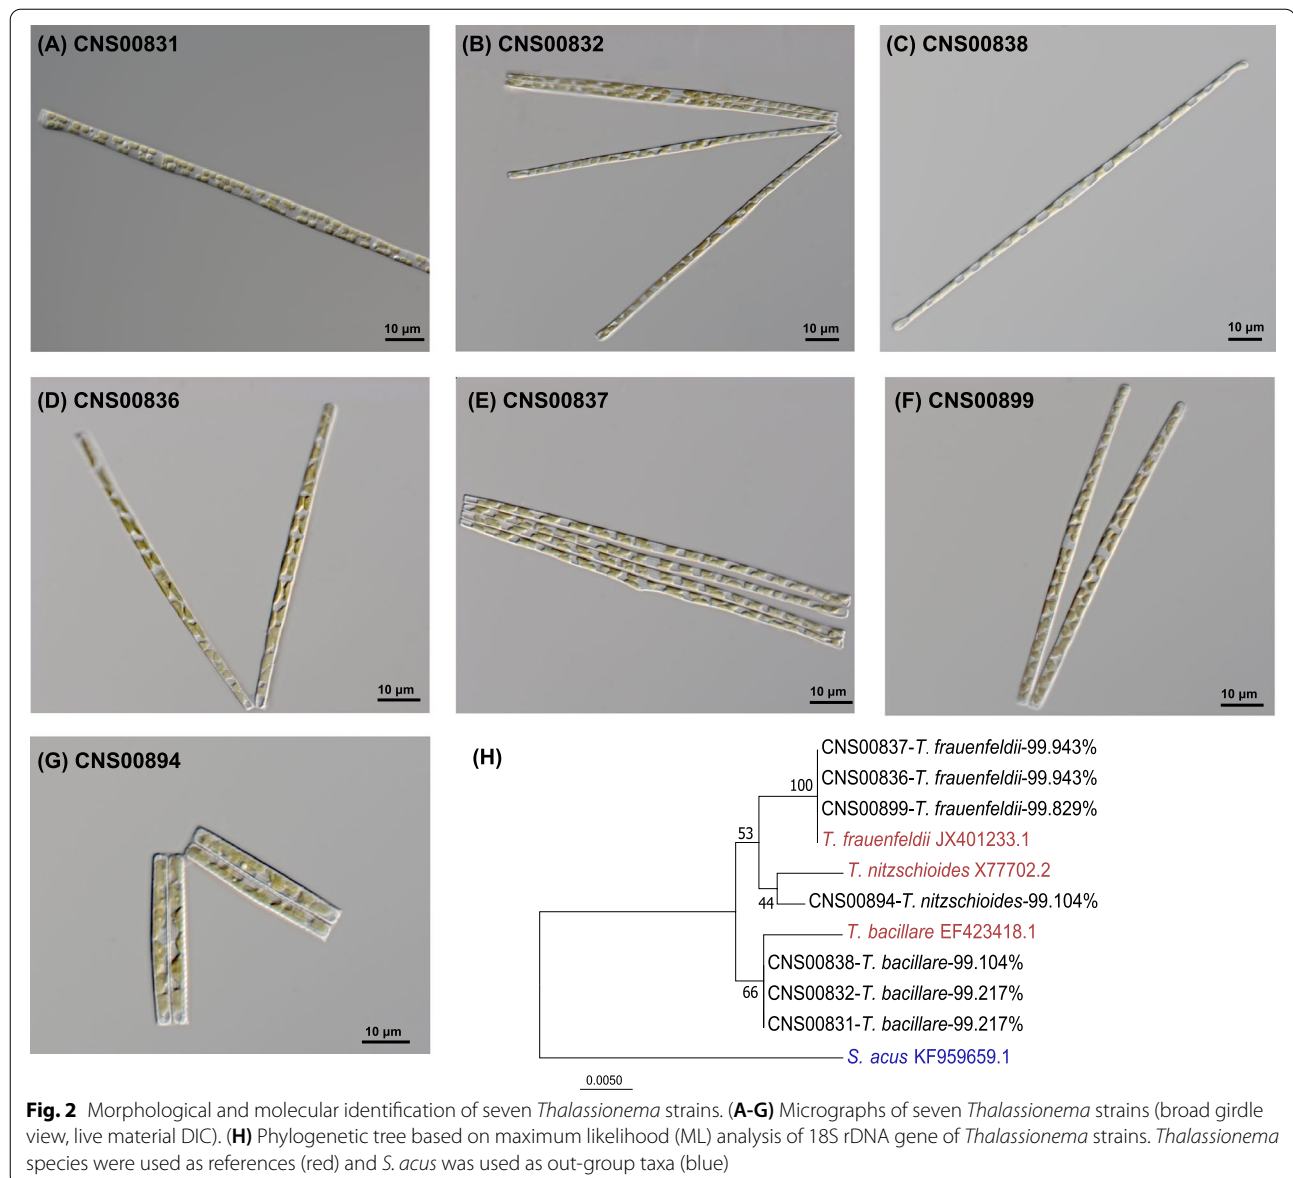 (A) CNS00831
10 µm
(B) CNS00832
10 µm
(C) CNS00838
10 µm
(D) CNS00836
10 µm
(E) CNS00837
10 µm
(F) CNS00899
10 µm
(G) CNS00894
10 µm
(H)
CNS00837-T. frauenfeldii-99.943%
CNS00836-T. frauenfeldii-99.943%
100
CNS00899-T. frauenfeldii-99.829%
53
T. frauenfeldii JX401233.1
T. nitzschioides X77702.2
44
CNS00894-T. nitzschioides-99.104%
T. bacillare EF423418.1
CNS00838-T. bacillare-99.104%
66
CNS00832-T. bacillare-99.217%
CNS00831-T. bacillare-99.217%
S. acus KF959659.1
0.0050
Fig. 2 Morphological and molecular identification of seven Thalassionema strains. (A-G) Micrographs of seven Thalassionema strains (broad girdle
view, live material DIC). (H) Phylogenetic tree based on maximum likelihood (ML) analysis of 18S rDNA gene of Thalassionema strains. Thalassionema
species were used as references (red) and S. acus was used as out-group taxa (blue)